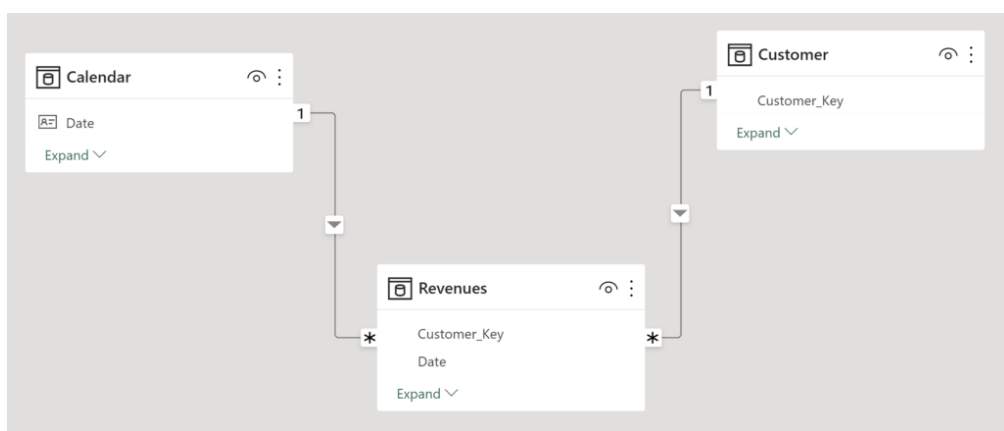 Calendar
Date
Expand
1
Customer
Customer_Key
Expand
1
Revenues
Customer_Key
Date
Expand
*
*